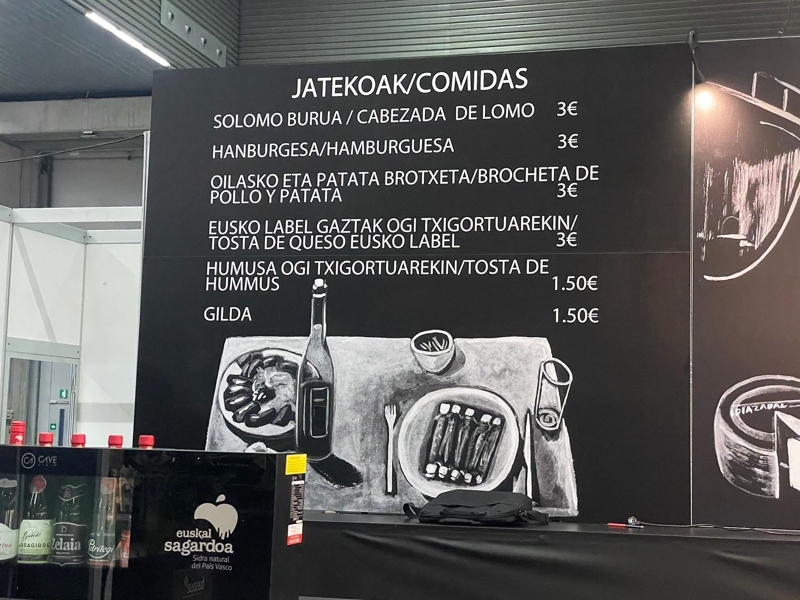 JATEKOAK/COMIDAS
SOLOMO BURUA / CABEZADA DE LOMO 3€
HANBURGESA/HAMBURGUESA 3€
OILASKO ETA PATATA BROTXETA/BROCHETA DE
POLLO Y PATATA 3€
EUSKO LABEL GAZTAK OGI TXIGORTUAREKIN/
TOSTA DE QUESO EUSKO LABEL 3€
HUMUSA OGI TXIGORTUAREKIN/TOSTA DE
HUMMUS 1.50€
GILDA 1.50€
IDIAZABAL
CAVE
euskal
sagardoa
Sidra natural
del País Vasco